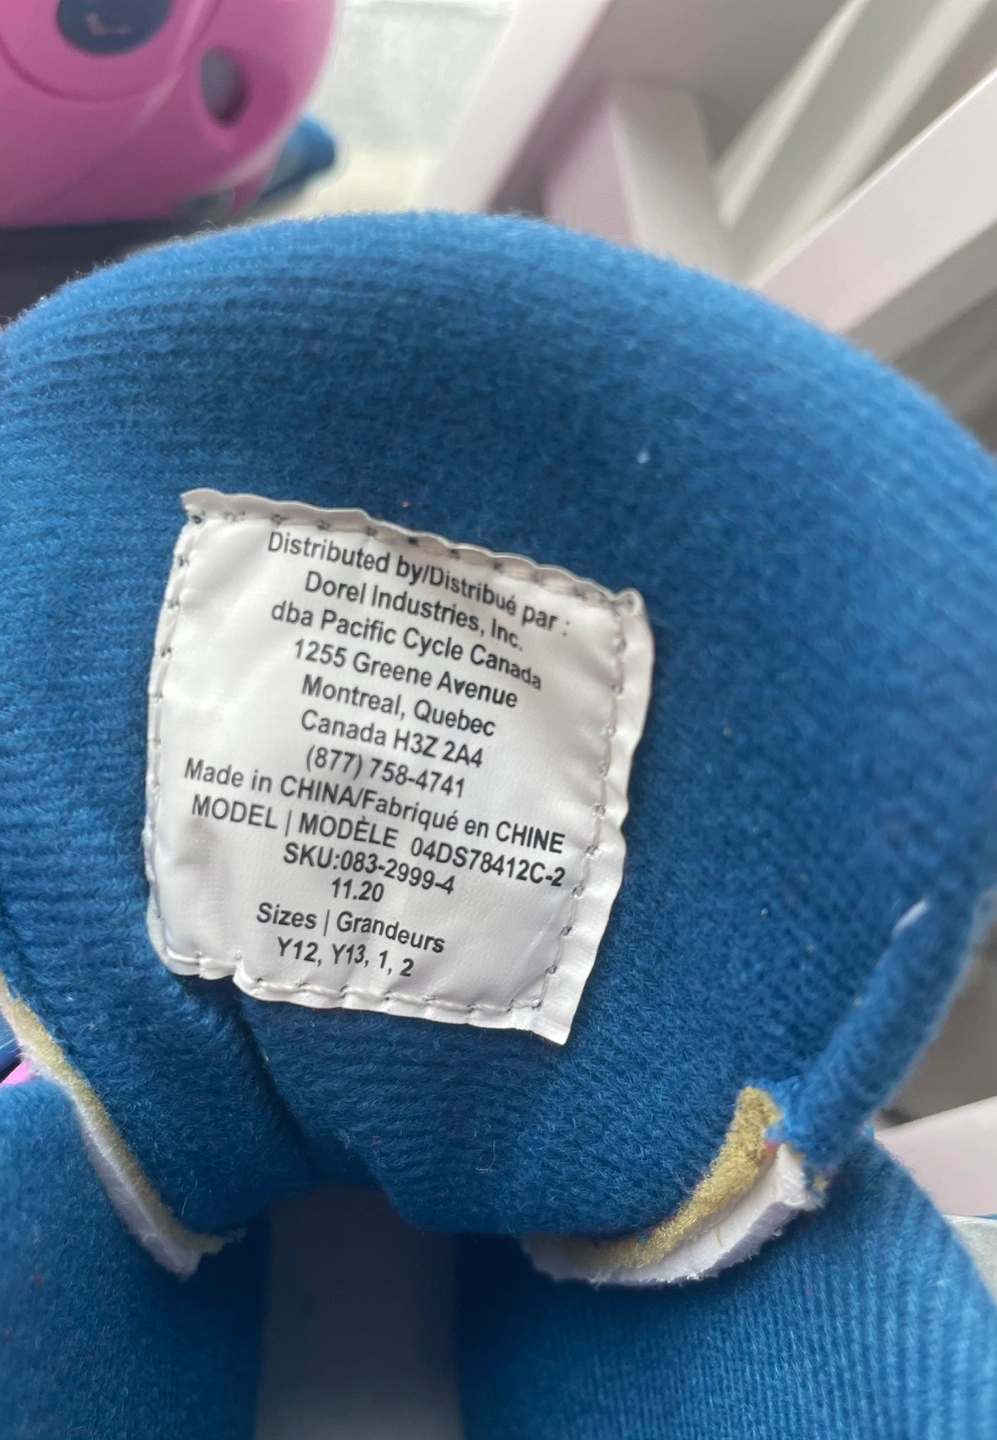 Distributed by/Distribué par :
Dorel Industries, Inc.
dba Pacific Cycle Canada
1255 Greene Avenue
Montreal, Quebec
Canada H3Z 2A4
(877) 758-4741
Made in CHINA/Fabriqué en CHINE
MODEL | MODÈLE 04DS78412C-2
SKU:083-2999-4
11.20
Sizes | Grandeurs
Y12, Y13, 1, 2